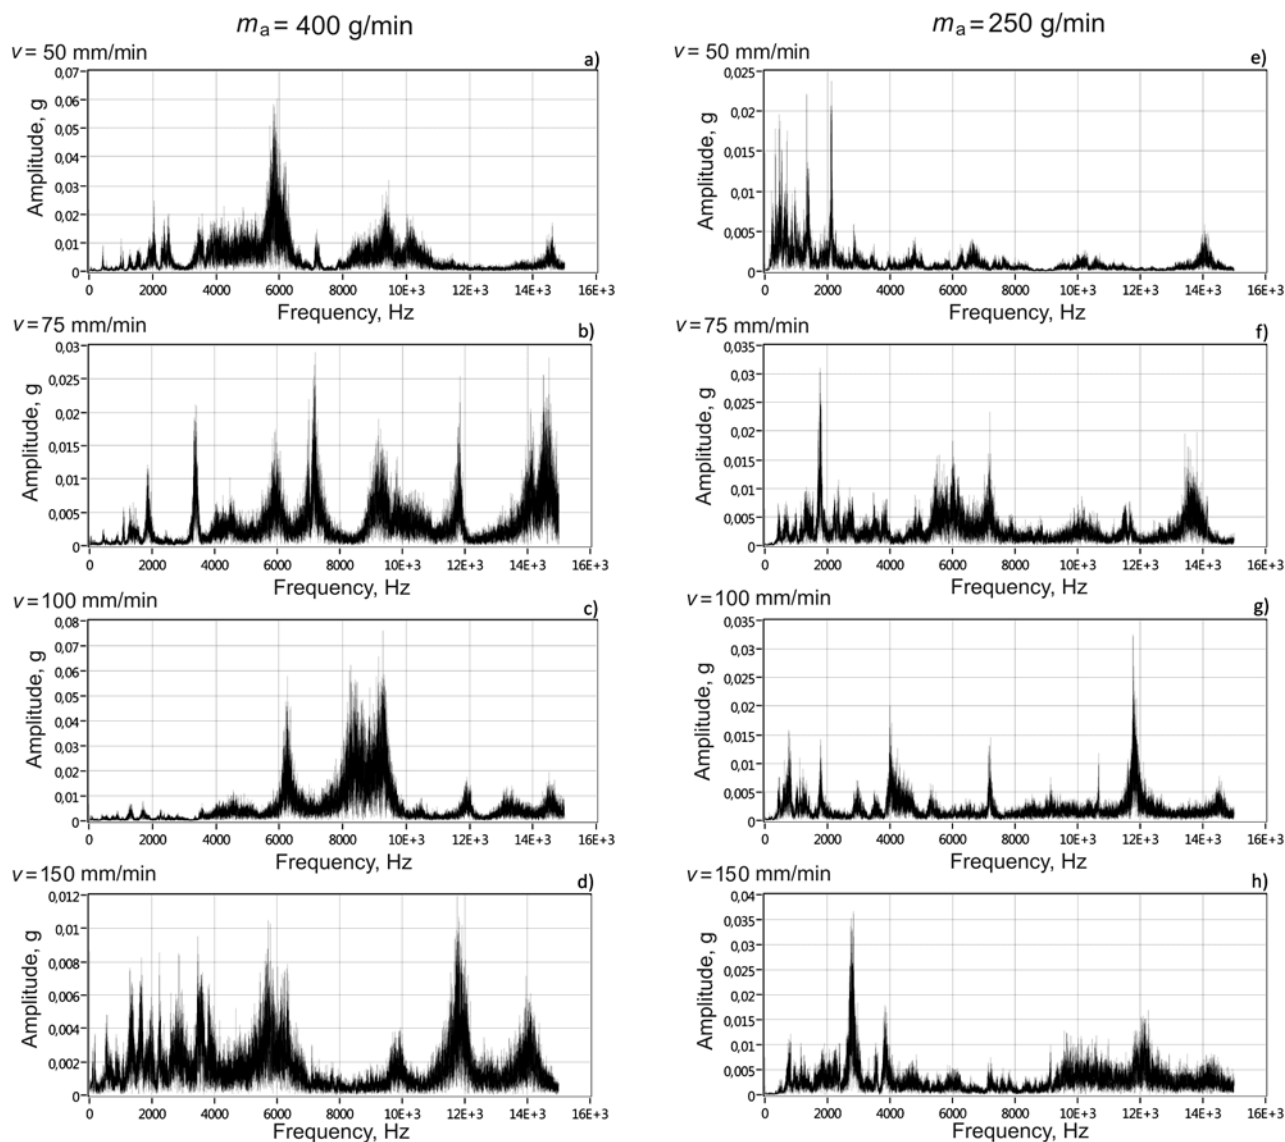 mₐ = 400 g/min
v = 50 mm/min
a)
Amplitude, g
0,07
0,06
0,05
0,04
0,03
0,02
0,01
0
0 2000 4000 6000 8000 10E+3 12E+3 14E+3 16E+3
Frequency, Hz
v = 75 mm/min
b)
Amplitude, g
0,03
0,025
0,02
0,015
0,01
0,005
0
0 2000 4000 6000 8000 10E+3 12E+3 14E+3 16E+3
Frequency, Hz
v = 100 mm/min
c)
Amplitude, g
0,08
0,07
0,06
0,05
0,04
0,03
0,02
0,01
0
0 2000 4000 6000 8000 10E+3 12E+3 14E+3 16E+3
Frequency, Hz
v = 150 mm/min
d)
Amplitude, g
0,012
0,01
0,008
0,006
0,004
0,002
0
0 2000 4000 6000 8000 10E+3 12E+3 14E+3 16E+3
Frequency, Hz
mₐ = 250 g/min
v = 50 mm/min
e)
Amplitude, g
0,025
0,02
0,015
0,01
0,005
0
0 2000 4000 6000 8000 10E+3 12E+3 14E+3 16E+3
Frequency, Hz
v = 75 mm/min
f)
Amplitude, g
0,035
0,03
0,025
0,02
0,015
0,01
0,005
0
0 2000 4000 6000 8000 10E+3 12E+3 14E+3 16E+3
Frequency, Hz
v = 100 mm/min
g)
Amplitude, g
0,035
0,03
0,025
0,02
0,015
0,01
0,005
0
0 2000 4000 6000 8000 10E+3 12E+3 14E+3 16E+3
Frequency, Hz
v = 150 mm/min
h)
Amplitude, g
0,04
0,035
0,03
0,025
0,02
0,015
0,01
0,005
0
0 2000 4000 6000 8000 10E+3 12E+3 14E+3 16E+3
Frequency, Hz